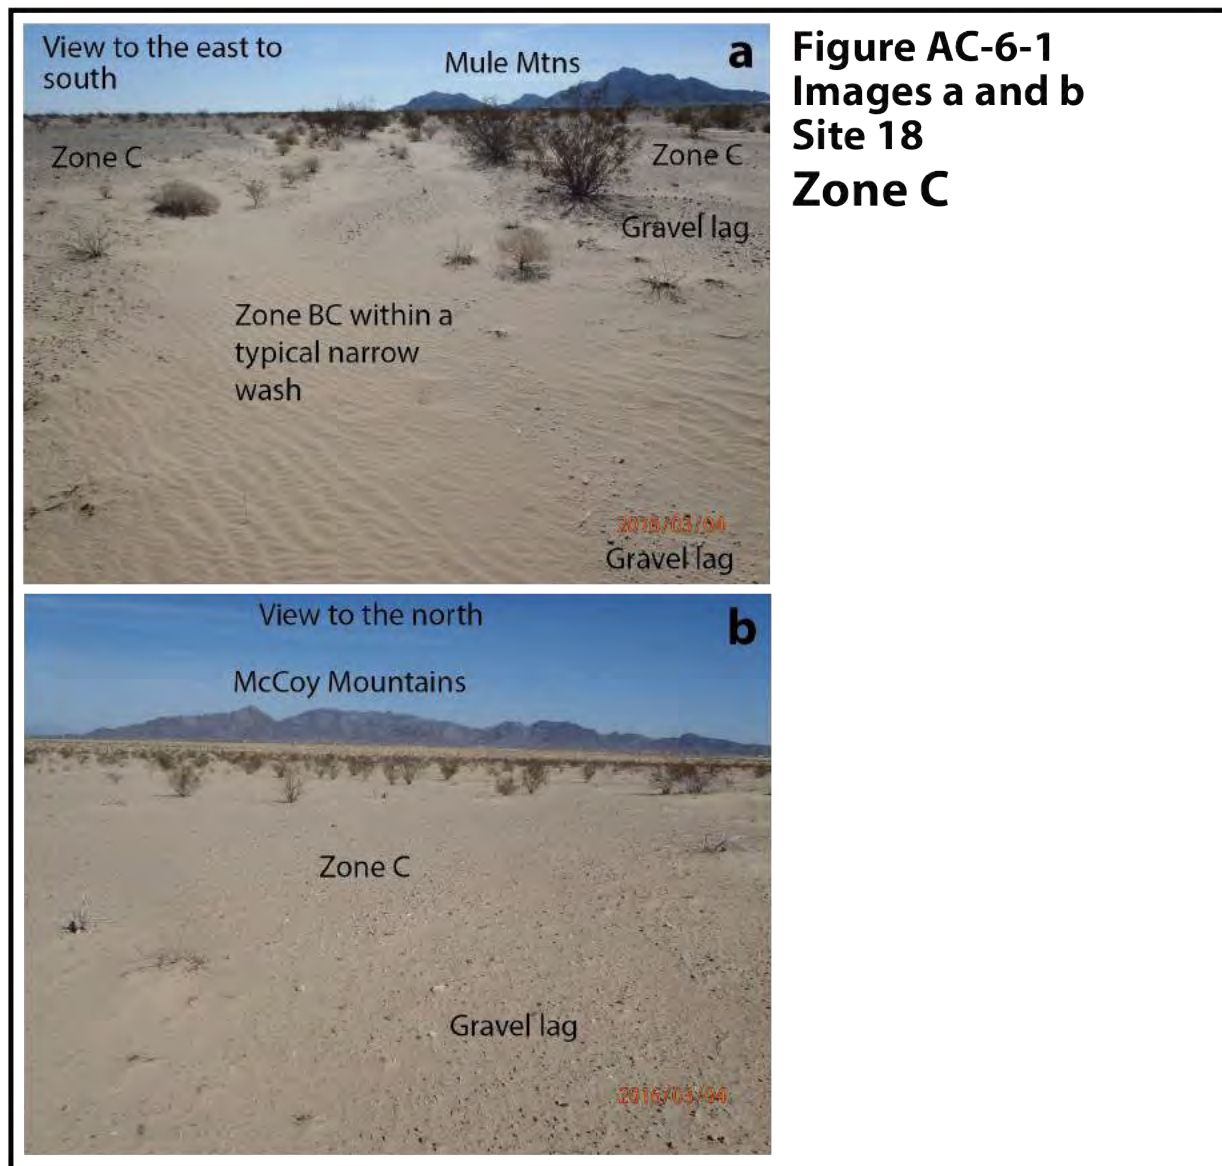 Figure AC-6-1
Images a and b
Site 18
Zone C
View to the east to
south
a
Mule Mtns
Zone C
Zone C
Gravel lag
Zone BC within a
typical narrow
wash
2016/03/04
Gravel lag
View to the north
b
McCoy Mountains
Zone C
Gravel lag
2016/03/04